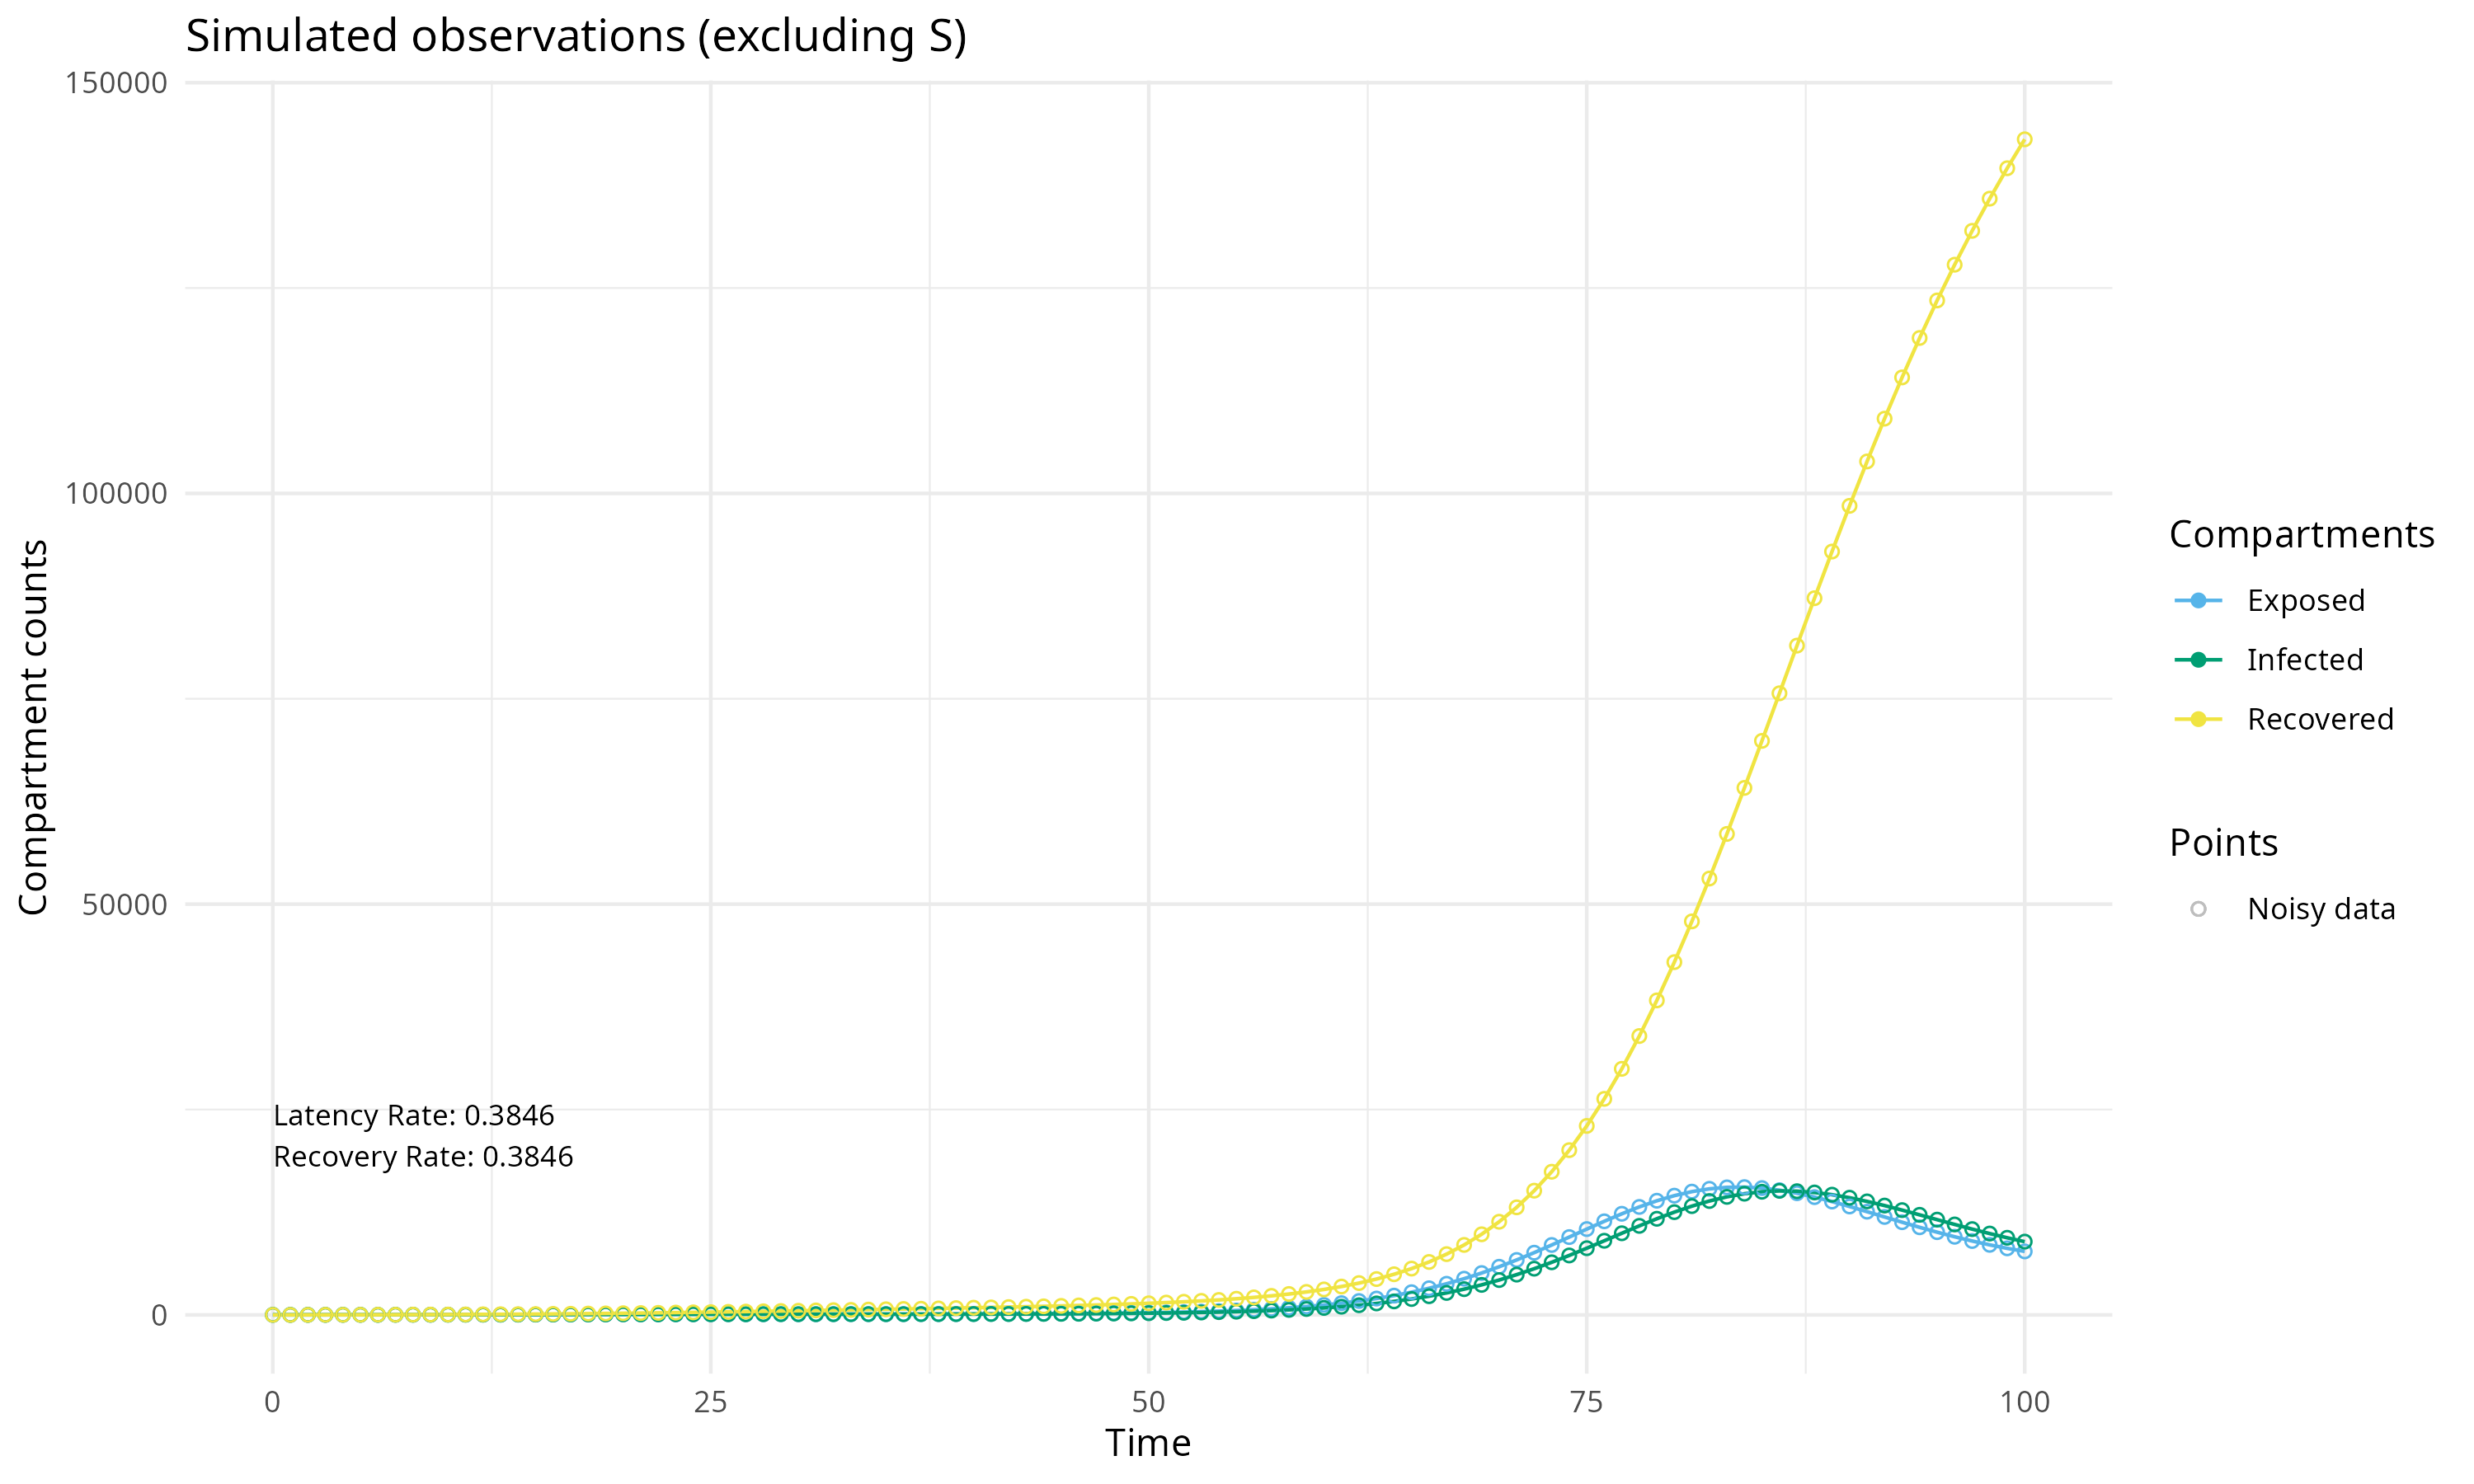 Simulated observations (excluding S)
150000
100000
50000
0
Compartment counts
Latency Rate: 0.3846
Recovery Rate: 0.3846
0 25 50 75 100
Time
Compartments
Exposed
Infected
Recovered
Points
Noisy data